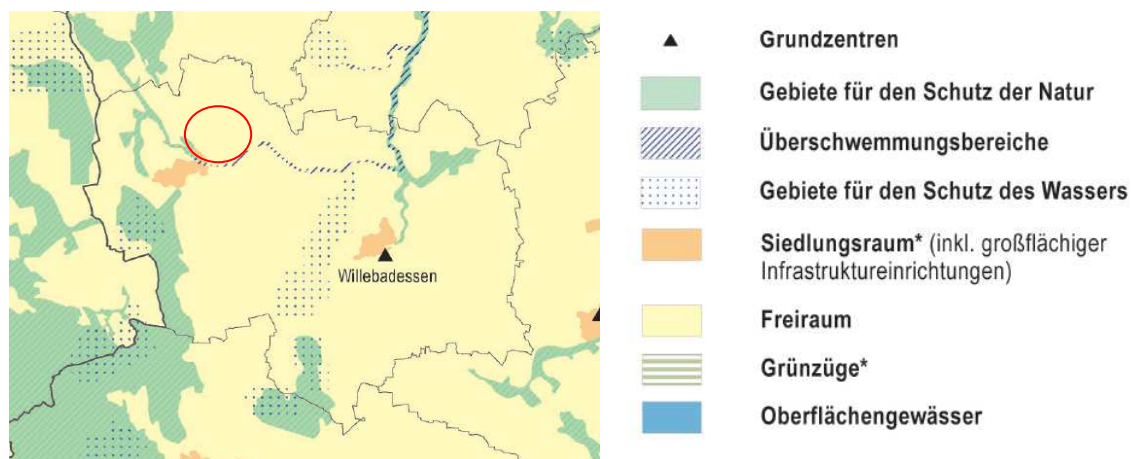 Willebadessen
Grundzentren
Gebiete für den Schutz der Natur
Überschwemmungsbereiche
Gebiete für den Schutz des Wassers
Siedlungsraum* (inkl. großflächiger
Infrastruktureinrichtungen)
Freiraum
Grünzüge*
Oberflächengewässer